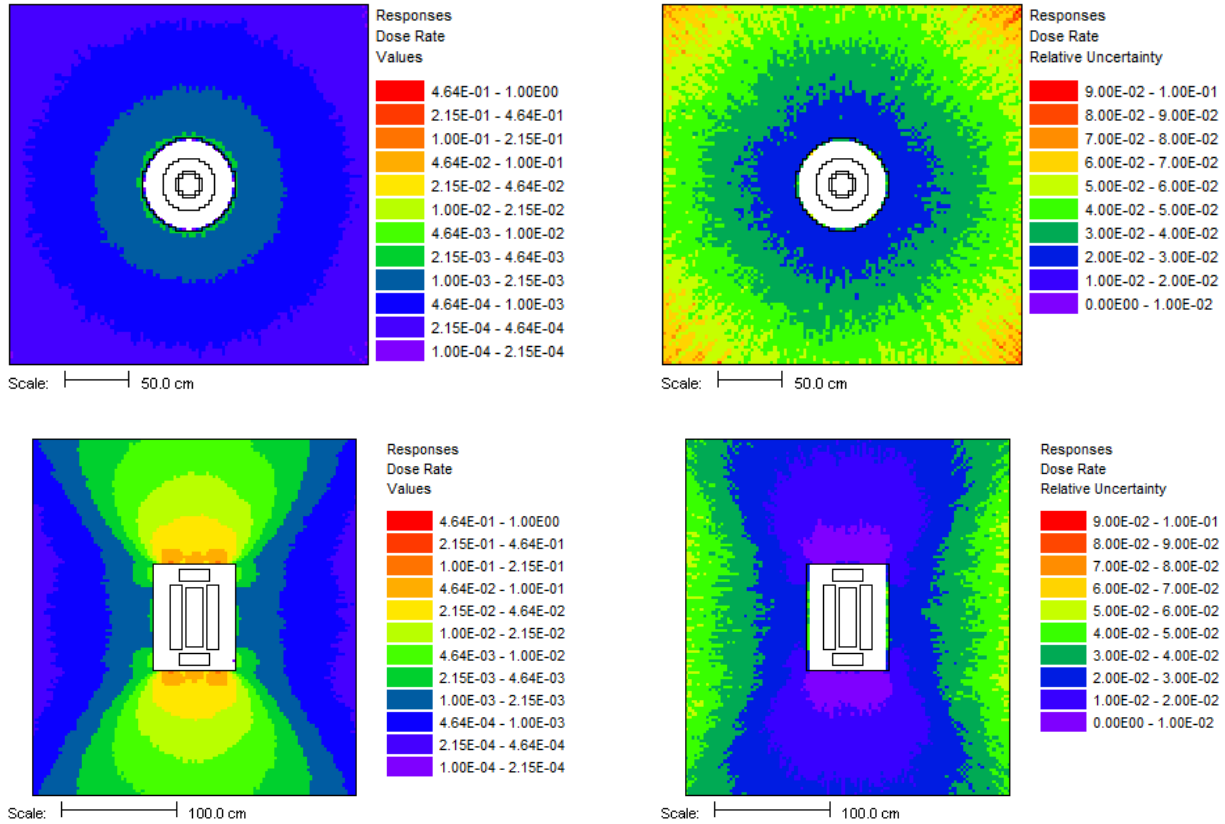 Responses
Dose Rate
Values
4.64E-01 - 1.00E00
2.15E-01 - 4.64E-01
1.00E-01 - 2.15E-01
4.64E-02 - 1.00E-01
2.15E-02 - 4.64E-02
1.00E-02 - 2.15E-02
4.64E-03 - 1.00E-02
2.15E-03 - 4.64E-03
1.00E-03 - 2.15E-03
4.64E-04 - 1.00E-03
2.15E-04 - 4.64E-04
1.00E-04 - 2.15E-04
Scale: 50.0 cm
Responses
Dose Rate
Relative Uncertainty
9.00E-02 - 1.00E-01
8.00E-02 - 9.00E-02
7.00E-02 - 8.00E-02
6.00E-02 - 7.00E-02
5.00E-02 - 6.00E-02
4.00E-02 - 5.00E-02
3.00E-02 - 4.00E-02
2.00E-02 - 3.00E-02
1.00E-02 - 2.00E-02
0.00E00 - 1.00E-02
Scale: 50.0 cm
Responses
Dose Rate
Values
4.64E-01 - 1.00E00
2.15E-01 - 4.64E-01
1.00E-01 - 2.15E-01
4.64E-02 - 1.00E-01
2.15E-02 - 4.64E-02
1.00E-02 - 2.15E-02
4.64E-03 - 1.00E-02
2.15E-03 - 4.64E-03
1.00E-03 - 2.15E-03
4.64E-04 - 1.00E-03
2.15E-04 - 4.64E-04
1.00E-04 - 2.15E-04
Scale: 100.0 cm
Responses
Dose Rate
Relative Uncertainty
9.00E-02 - 1.00E-01
8.00E-02 - 9.00E-02
7.00E-02 - 8.00E-02
6.00E-02 - 7.00E-02
5.00E-02 - 6.00E-02
4.00E-02 - 5.00E-02
3.00E-02 - 4.00E-02
2.00E-02 - 3.00E-02
1.00E-02 - 2.00E-02
0.00E00 - 1.00E-02
Scale: 100.0 cm